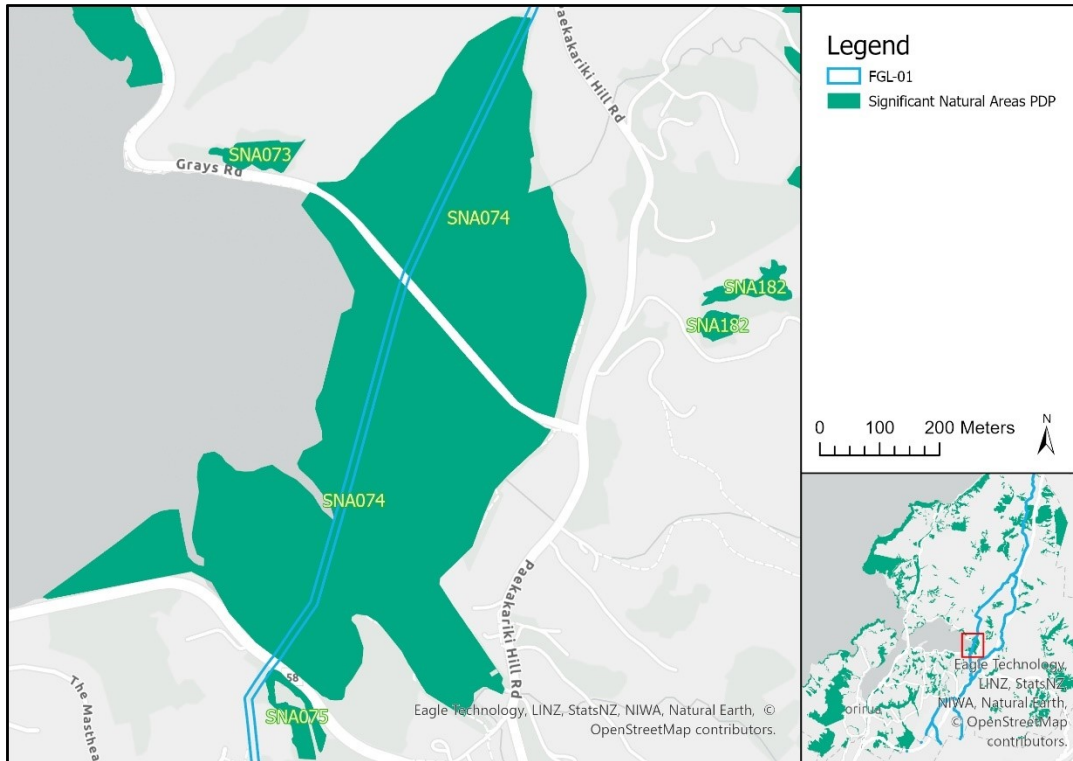 Paekakariki Hill Rd
SNA073
Grays Rd
SNA074
SNA182
SNA182
SNA074
Paekakariki Hill Rd
58
SNA075
The Masthea
Eagle Technology, LINZ, StatsNZ, NIWA, Natural Earth, ©
OpenStreetMap contributors.
Legend
FGL-01
Significant Natural Areas PDP
0 100 200 Meters
N
orirua
Eagle Technology,
LINZ, StatsNZ,
NIWA, Natural Earth,
© OpenStreetMap
contributors.